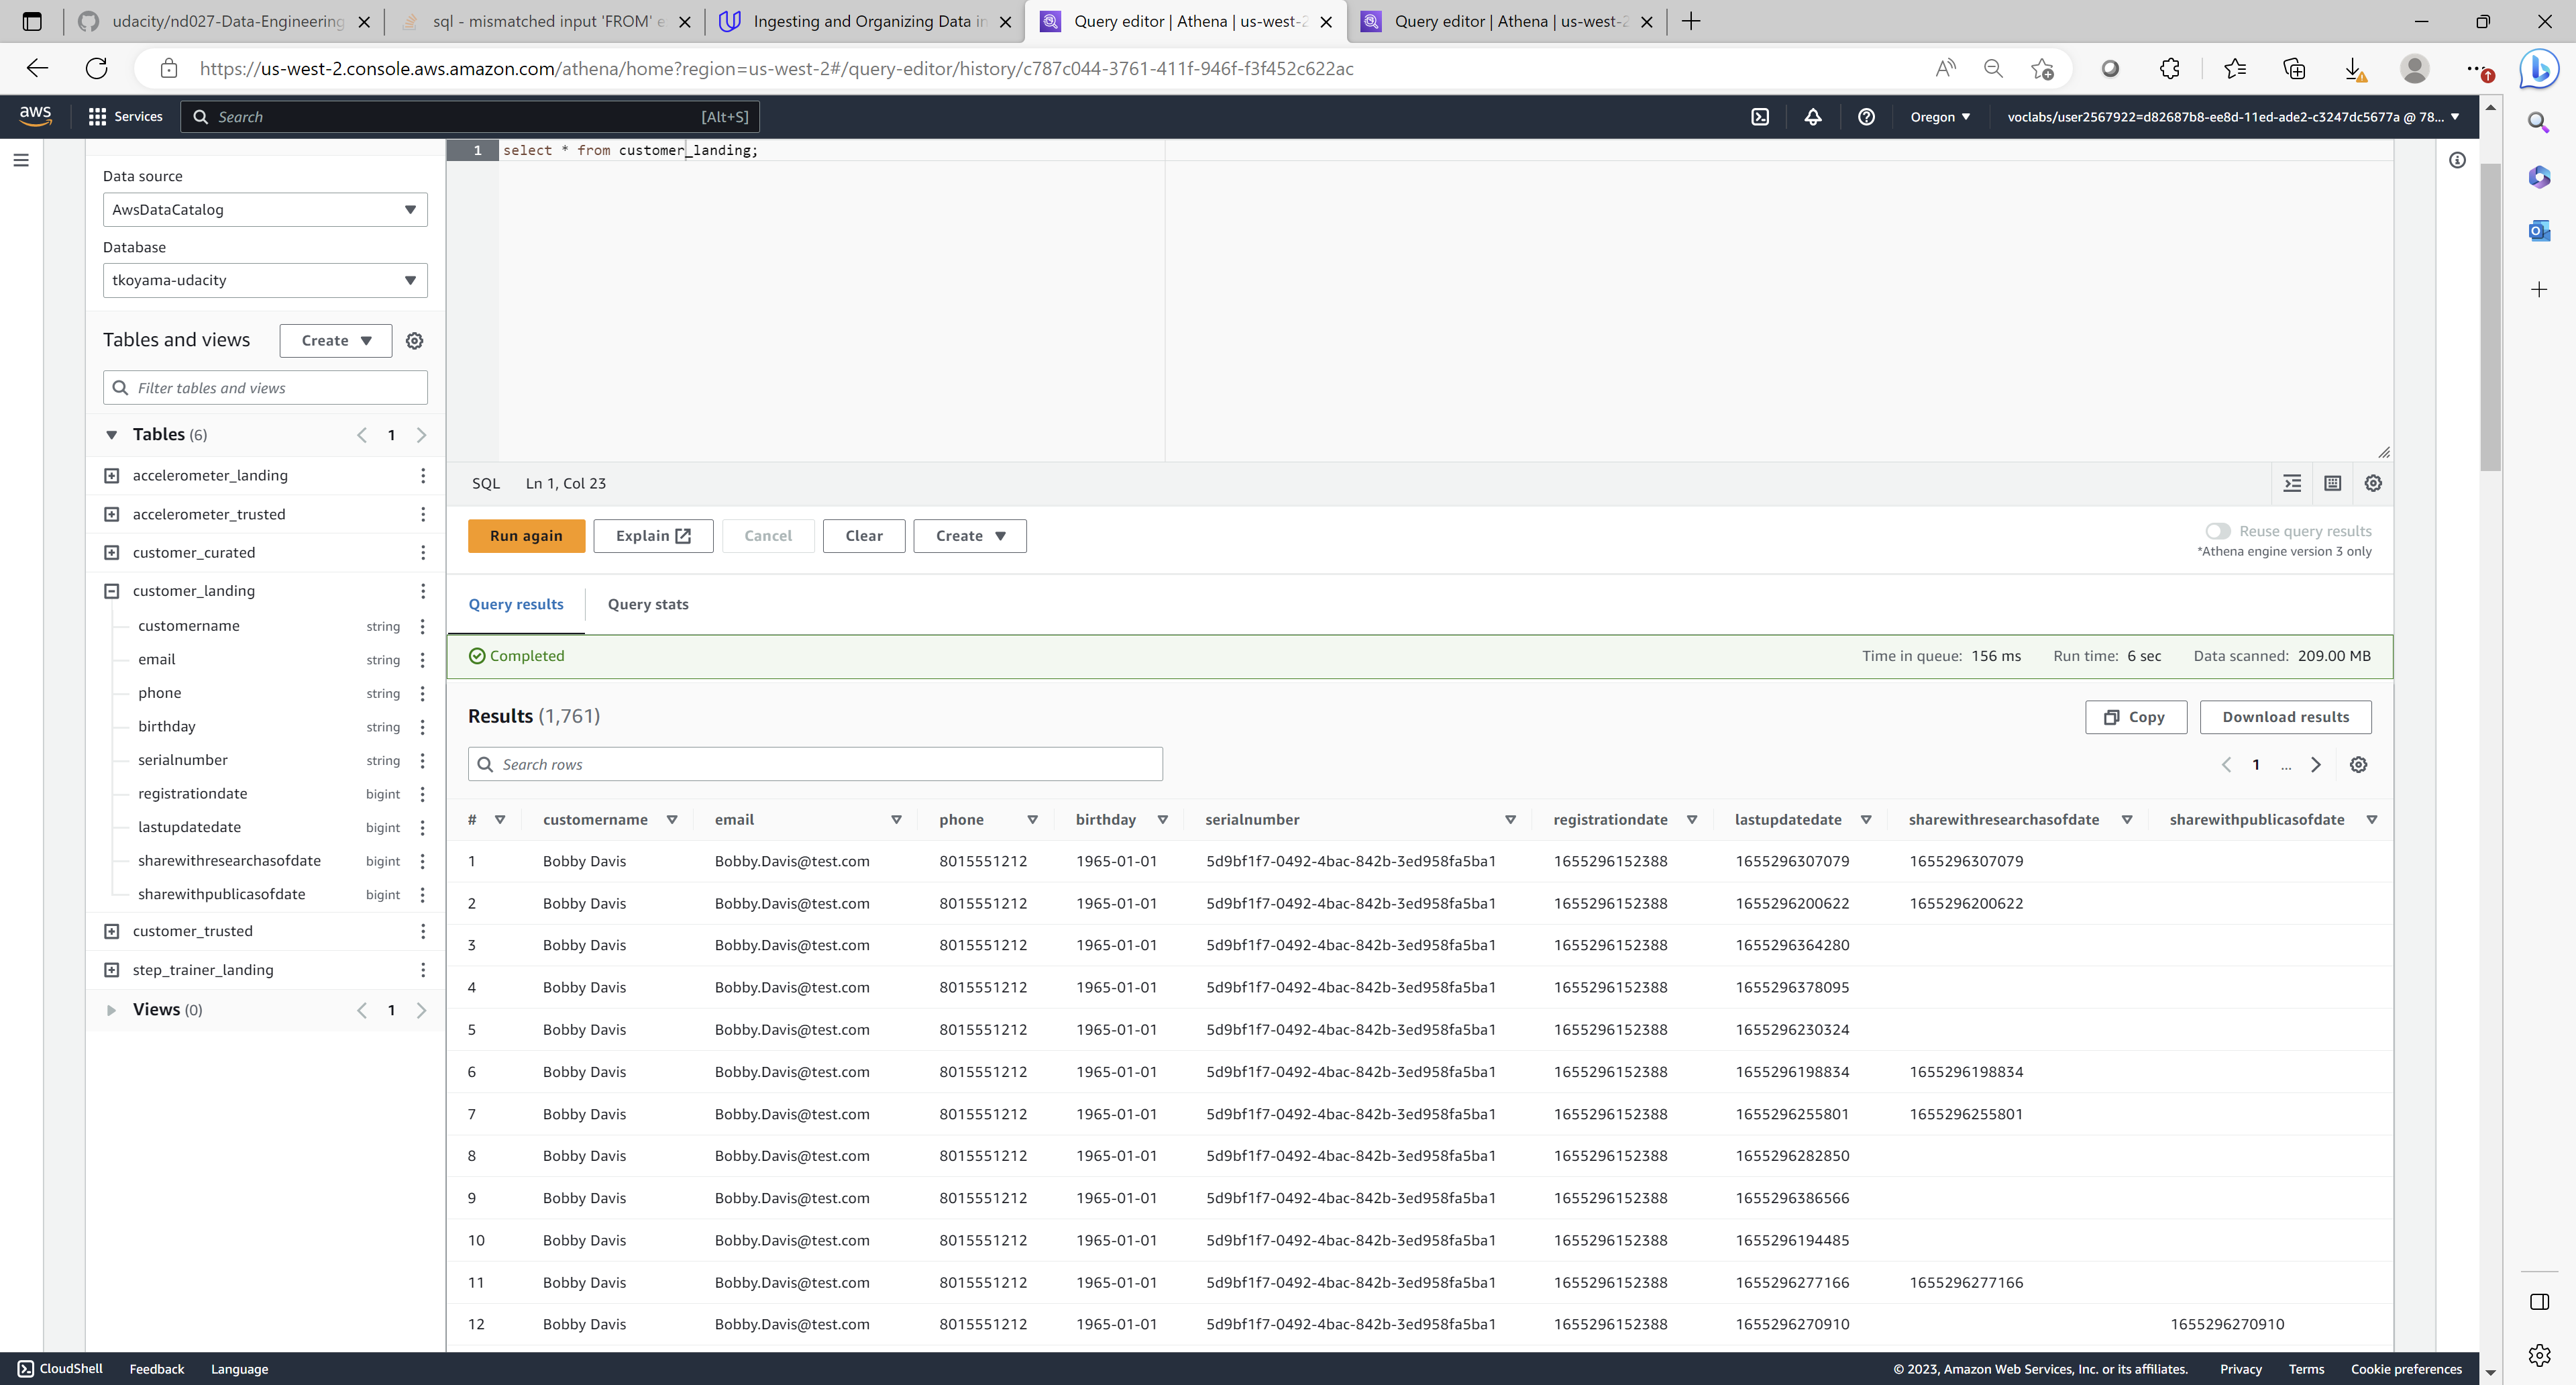 udacity/nd027-Data-Engineering
sql - mismatched input 'FROM' e
Ingesting and Organizing Data in
Query editor | Athena | us-west-2
Query editor | Athena | us-west-2
https://us-west-2.console.aws.amazon.com/athena/home?region=us-west-2#/query-editor/history/c787c044-3761-411f-946f-f3f452c622ac
aws Services Search [Alt+S] Oregon voclabs/user2567922=d82687b8-ee8d-11ed-ade2-c3247dc5677a @ 78...
Data source
AwsDataCatalog
Database
tkoyama-udacity
Tables and views Create
Filter tables and views
Tables (6) 1
accelerometer_landing
accelerometer_trusted
customer_curated
customer_landing
customername string
email string
phone string
birthday string
serialnumber string
registrationdate bigint
lastupdatedate bigint
sharewithresearchasofdate bigint
sharewithpublicasofdate bigint
customer_trusted
step_trainer_landing
Views (0) 1
1 select * from customer_landing;
SQL Ln 1, Col 23
Run again Explain Cancel Clear Create
Reuse query results
*Athena engine version 3 only
Query results Query stats
Completed Time in queue: 156 ms Run time: 6 sec Data scanned: 209.00 MB
Results (1,761) Copy Download results
Search rows 1 ...
# customername email phone birthday serialnumber registrationdate lastupdatedate sharewithresearchasofdate sharewithpublicasofdate
1 Bobby Davis Bobby.Davis@test.com 8015551212 1965-01-01 5d9bf1f7-0492-4bac-842b-3ed958fa5ba1 1655296152388 1655296307079 1655296307079
2 Bobby Davis Bobby.Davis@test.com 8015551212 1965-01-01 5d9bf1f7-0492-4bac-842b-3ed958fa5ba1 1655296152388 1655296200622 1655296200622
3 Bobby Davis Bobby.Davis@test.com 8015551212 1965-01-01 5d9bf1f7-0492-4bac-842b-3ed958fa5ba1 1655296152388 1655296364280
4 Bobby Davis Bobby.Davis@test.com 8015551212 1965-01-01 5d9bf1f7-0492-4bac-842b-3ed958fa5ba1 1655296152388 1655296378095
5 Bobby Davis Bobby.Davis@test.com 8015551212 1965-01-01 5d9bf1f7-0492-4bac-842b-3ed958fa5ba1 1655296152388 1655296230324
6 Bobby Davis Bobby.Davis@test.com 8015551212 1965-01-01 5d9bf1f7-0492-4bac-842b-3ed958fa5ba1 1655296152388 1655296198834 1655296198834
7 Bobby Davis Bobby.Davis@test.com 8015551212 1965-01-01 5d9bf1f7-0492-4bac-842b-3ed958fa5ba1 1655296152388 1655296255801 1655296255801
8 Bobby Davis Bobby.Davis@test.com 8015551212 1965-01-01 5d9bf1f7-0492-4bac-842b-3ed958fa5ba1 1655296152388 1655296282850
9 Bobby Davis Bobby.Davis@test.com 8015551212 1965-01-01 5d9bf1f7-0492-4bac-842b-3ed958fa5ba1 1655296152388 1655296386566
10 Bobby Davis Bobby.Davis@test.com 8015551212 1965-01-01 5d9bf1f7-0492-4bac-842b-3ed958fa5ba1 1655296152388 1655296194485
11 Bobby Davis Bobby.Davis@test.com 8015551212 1965-01-01 5d9bf1f7-0492-4bac-842b-3ed958fa5ba1 1655296152388 1655296277166 1655296277166
12 Bobby Davis Bobby.Davis@test.com 8015551212 1965-01-01 5d9bf1f7-0492-4bac-842b-3ed958fa5ba1 1655296152388 1655296270910 1655296270910
CloudShell Feedback Language © 2023, Amazon Web Services, Inc. or its affiliates. Privacy Terms Cookie preferences